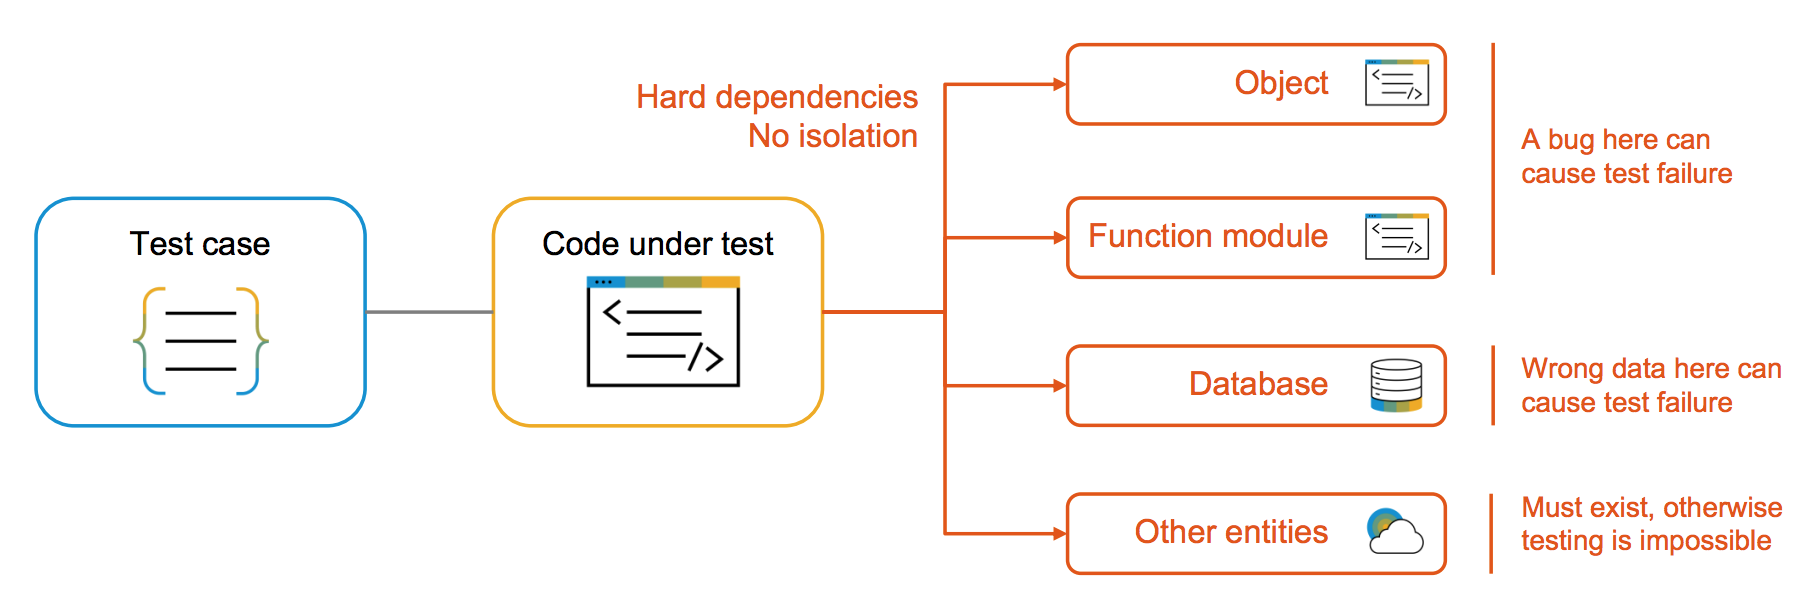 Hard dependencies
No isolation
Test case
Code under test
Object
Function module
Database
Other entities
A bug here can
cause test failure
Wrong data here can
cause test failure
Must exist, otherwise
testing is impossible